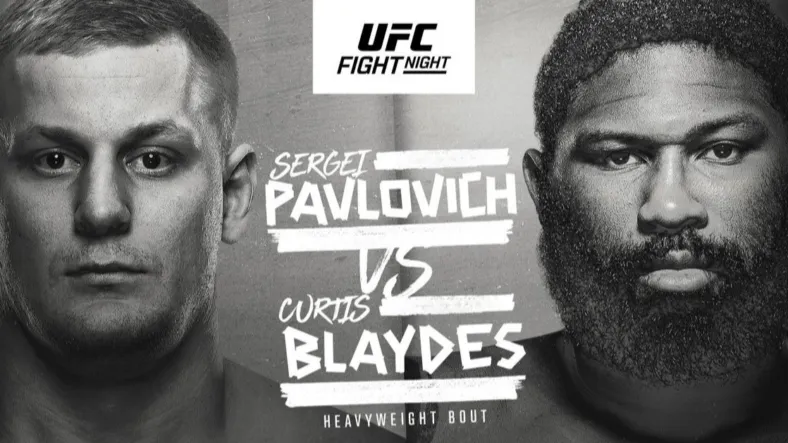 UFC
FIGHT NIGHT
SERGEI
PAVLOVICH
VS
CURTIS
BLAYDES
HEAVYWEIGHT BOUT